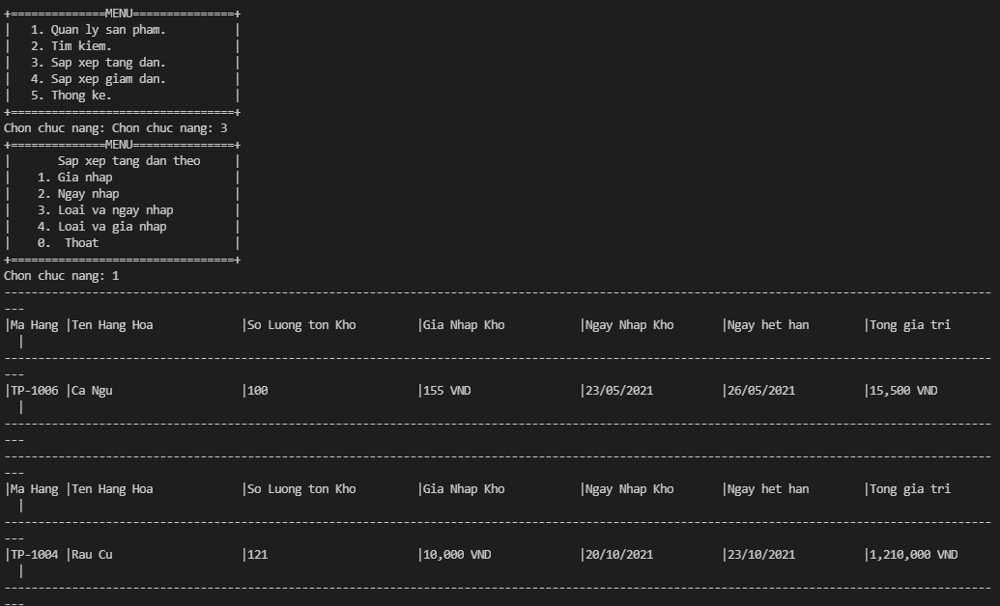 +==============MENU===============+
|   1. Quan ly san pham.          |
|   2. Tim kiem.                  |
|   3. Sap xep tang dan.          |
|   4. Sap xep giam dan.          |
|   5. Thong ke.                  |
+=================================+
Chon chuc nang: Chon chuc nang: 3
+==============MENU===============+
|       Sap xep tang dan theo     |
|    1. Gia nhap                  |
|    2. Ngay nhap                 |
|    3. Loai va ngay nhap         |
|    4. Loai va gia nhap          |
|    0.  Thoat                    |
+=================================+
Chon chuc nang: 1
--------------------------------------------------------------------------------------------------------------------------------------------------
---
|Ma Hang |Ten Hang Hoa             |So Luong ton Kho         |Gia Nhap Kho           |Ngay Nhap Kho       |Ngay het han        |Tong gia tri
  |
--------------------------------------------------------------------------------------------------------------------------------------------------
---
|TP-1006 |Ca Ngu                   |100                      |155 VND                |23/05/2021          |26/05/2021          |15,500 VND
  |
--------------------------------------------------------------------------------------------------------------------------------------------------
---
--------------------------------------------------------------------------------------------------------------------------------------------------
---
|Ma Hang |Ten Hang Hoa             |So Luong ton Kho         |Gia Nhap Kho           |Ngay Nhap Kho       |Ngay het han        |Tong gia tri
  |
--------------------------------------------------------------------------------------------------------------------------------------------------
---
|TP-1004 |Rau Cu                   |121                      |10,000 VND             |20/10/2021          |23/10/2021          |1,210,000 VND
  |
--------------------------------------------------------------------------------------------------------------------------------------------------
---